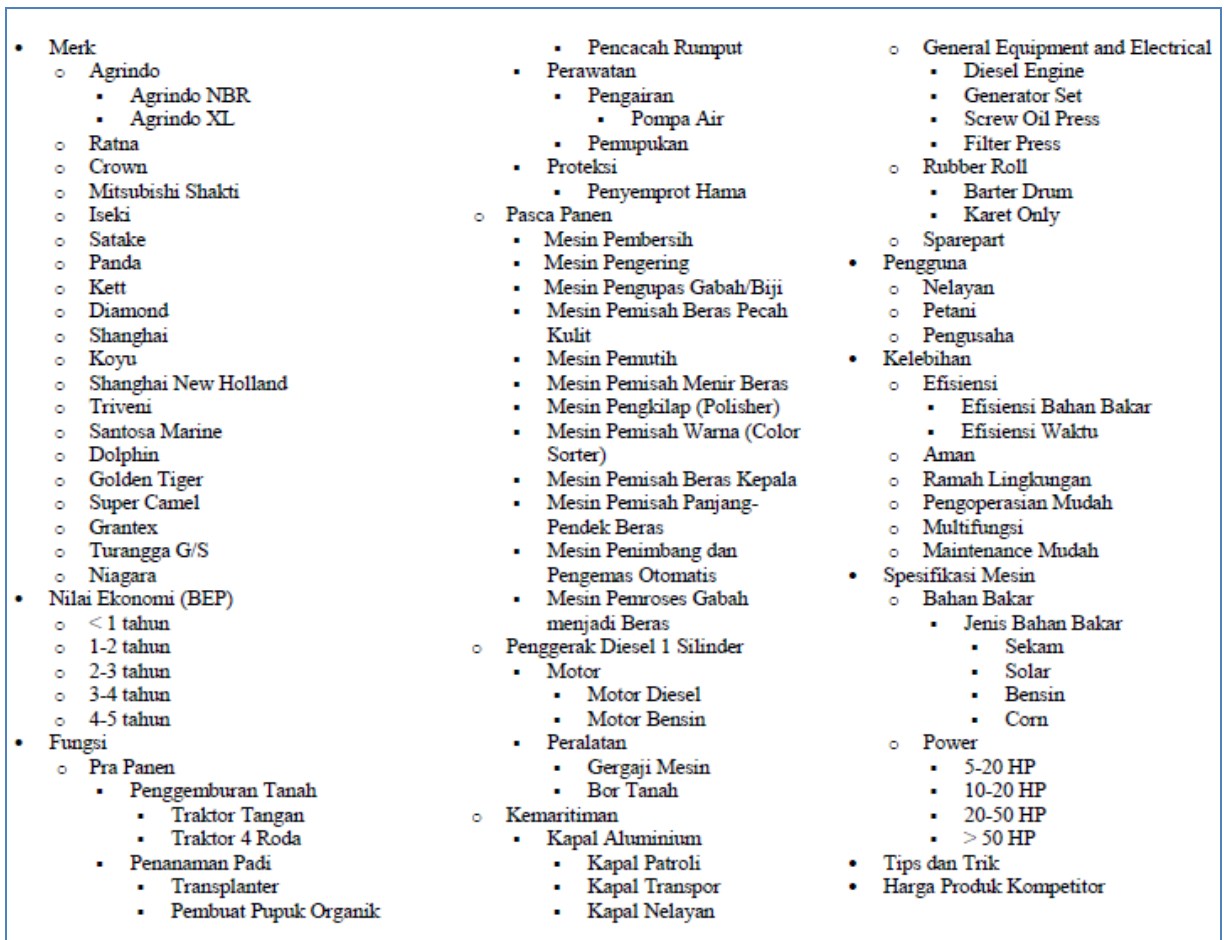 • Merk
o Agrindo
▪ Agrindo NBR
▪ Agrindo XL
o Ratna
o Crown
o Mitsubishi Shakti
o Iseki
o Satake
o Panda
o Kett
o Diamond
o Shanghai
o Koyu
o Shanghai New Holland
o Triveni
o Santosa Marine
o Dolphin
o Golden Tiger
o Super Camel
o Grantex
o Turangga G/S
o Niagara
• Nilai Ekonomi (BEP)
o < 1 tahun
o 1-2 tahun
o 2-3 tahun
o 3-4 tahun
o 4-5 tahun
• Fungsi
o Pra Panen
▪ Penggemburan Tanah
▪ Traktor Tangan
▪ Traktor 4 Roda
▪ Penanaman Padi
▪ Transplanter
▪ Pembuat Pupuk Organik
▪ Pencacah Rumput
▪ Perawatan
▪ Pengairan
▪ Pompa Air
▪ Pemupukan
▪ Proteksi
▪ Penyemprot Hama
o Pasca Panen
▪ Mesin Pembersih
▪ Mesin Pengering
▪ Mesin Pengupas Gabah/Biji
▪ Mesin Pemisah Beras Pecah
Kulit
▪ Mesin Pemutih
▪ Mesin Pemisah Menir Beras
▪ Mesin Pengkilap (Polisher)
▪ Mesin Pemisah Warna (Color
Sorter)
▪ Mesin Pemisah Beras Kepala
▪ Mesin Pemisah Panjang-
Pendek Beras
▪ Mesin Penimbang dan
Pengemas Otomatis
▪ Mesin Pemroses Gabah
menjadi Beras
o Penggerak Diesel 1 Silinder
▪ Motor
▪ Motor Diesel
▪ Motor Bensin
▪ Peralatan
▪ Gergaji Mesin
▪ Bor Tanah
o Kemaritiman
▪ Kapal Aluminium
▪ Kapal Patroli
▪ Kapal Transpor
▪ Kapal Nelayan
o General Equipment and Electrical
▪ Diesel Engine
▪ Generator Set
▪ Screw Oil Press
▪ Filter Press
o Rubber Roll
▪ Barter Drum
▪ Karet Only
o Sparepart
• Pengguna
o Nelayan
o Petani
o Pengusaha
• Kelebihan
o Efisiensi
▪ Efisiensi Bahan Bakar
▪ Efisiensi Waktu
o Aman
o Ramah Lingkungan
o Pengoperasian Mudah
o Multifungsi
o Maintenance Mudah
• Spesifikasi Mesin
o Bahan Bakar
▪ Jenis Bahan Bakar
▪ Sekam
▪ Solar
▪ Bensin
▪ Corn
o Power
▪ 5-20 HP
▪ 10-20 HP
▪ 20-50 HP
▪ > 50 HP
• Tips dan Trik
• Harga Produk Kompetitor